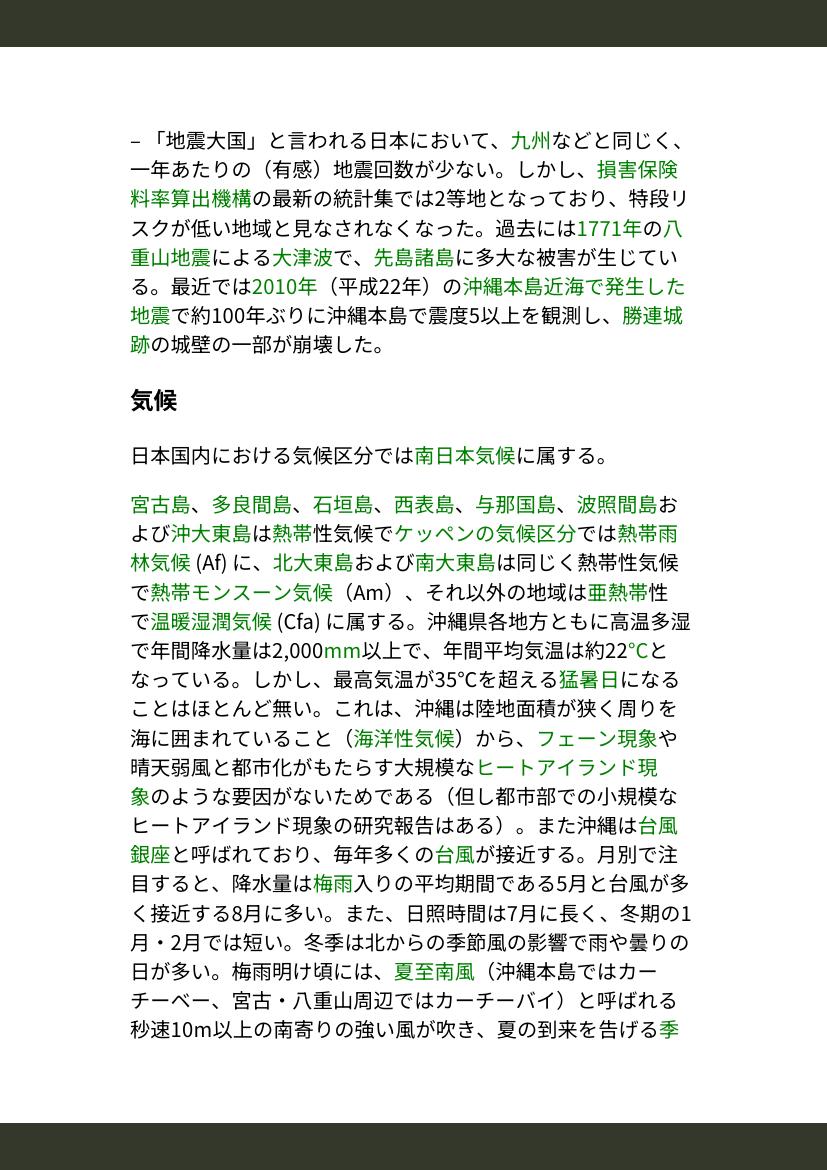 – 「地震大国」と言われる日本において、九州などと同じく、
一年あたりの（有感）地震回数が少ない。しかし、損害保険
料率算出機構の最新の統計集では2等地となっており、特段リ
スクが低い地域と見なされなくなった。過去には1771年の八
重山地震による大津波で、先島諸島に多大な被害が生じてい
る。最近では2010年（平成22年）の沖縄本島近海で発生した
地震で約100年ぶりに沖縄本島で震度5以上を観測し、勝連城
跡の城壁の一部が崩壊した。
気候
日本国内における気候区分では南日本気候に属する。
宮古島、多良間島、石垣島、西表島、与那国島、波照間島お
よび沖大東島は熱帯性気候でケッペンの気候区分では熱帯雨
林気候 (Af) に、北大東島および南大東島は同じく熱帯性気候
で熱帯モンスーン気候（Am）、それ以外の地域は亜熱帯性
で温暖湿潤気候 (Cfa) に属する。沖縄県各地方ともに高温多湿
で年間降水量は2,000mm以上で、年間平均気温は約22℃と
なっている。しかし、最高気温が35℃を超える猛暑日になる
ことはほとんど無い。これは、沖縄は陸地面積が狭く周りを
海に囲まれていること（海洋性気候）から、フェーン現象や
晴天弱風と都市化がもたらす大規模なヒートアイランド現
象のような要因がないためである（但し都市部での小規模な
ヒートアイランド現象の研究報告はある）。また沖縄は台風
銀座と呼ばれており、毎年多くの台風が接近する。月別で注
目すると、降水量は梅雨入りの平均期間である5月と台風が多
く接近する8月に多い。また、日照時間は7月に長く、冬期の1
月・2月では短い。冬季は北からの季節風の影響で雨や曇りの
日が多い。梅雨明け頃には、夏至南風（沖縄本島ではカー
チーベー、宮古・八重山周辺ではカーチーバイ）と呼ばれる
秒速10m以上の南寄りの強い風が吹き、夏の到来を告げる季